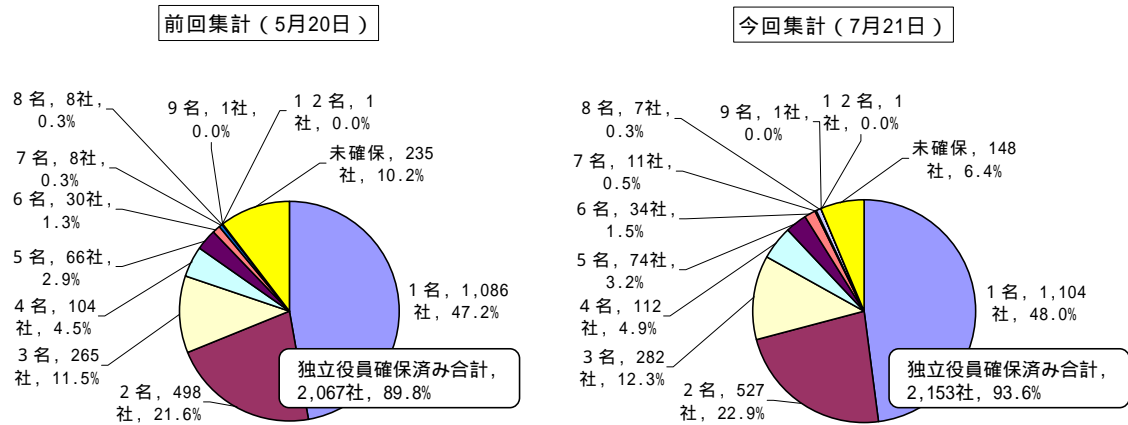 前回集計(5月20日)
8名, 8社,
0.3%
9名, 1社,
0.0%
12名, 1
社, 0.0%
未確保, 235
社, 10.2%
7名, 8社,
0.3%
6名, 30社,
1.3%
5名, 66社,
2.9%
4名, 104
社, 4.5%
3名, 265
社, 11.5%
2名, 498
社, 21.6%
1名, 1,086
社, 47.2%
独立役員確保済み合計,
2,067社, 89.8%
今回集計(7月21日)
8名, 7社,
0.3%
9名, 1社,
0.0%
12名, 1
社, 0.0%
未確保, 148
社, 6.4%
7名, 11社,
0.5%
6名, 34社,
1.5%
5名, 74社,
3.2%
4名, 112
社, 4.9%
3名, 282
社, 12.3%
2名, 527
社, 22.9%
1名, 1,104
社, 48.0%
独立役員確保済み合計,
2,153社, 93.6%